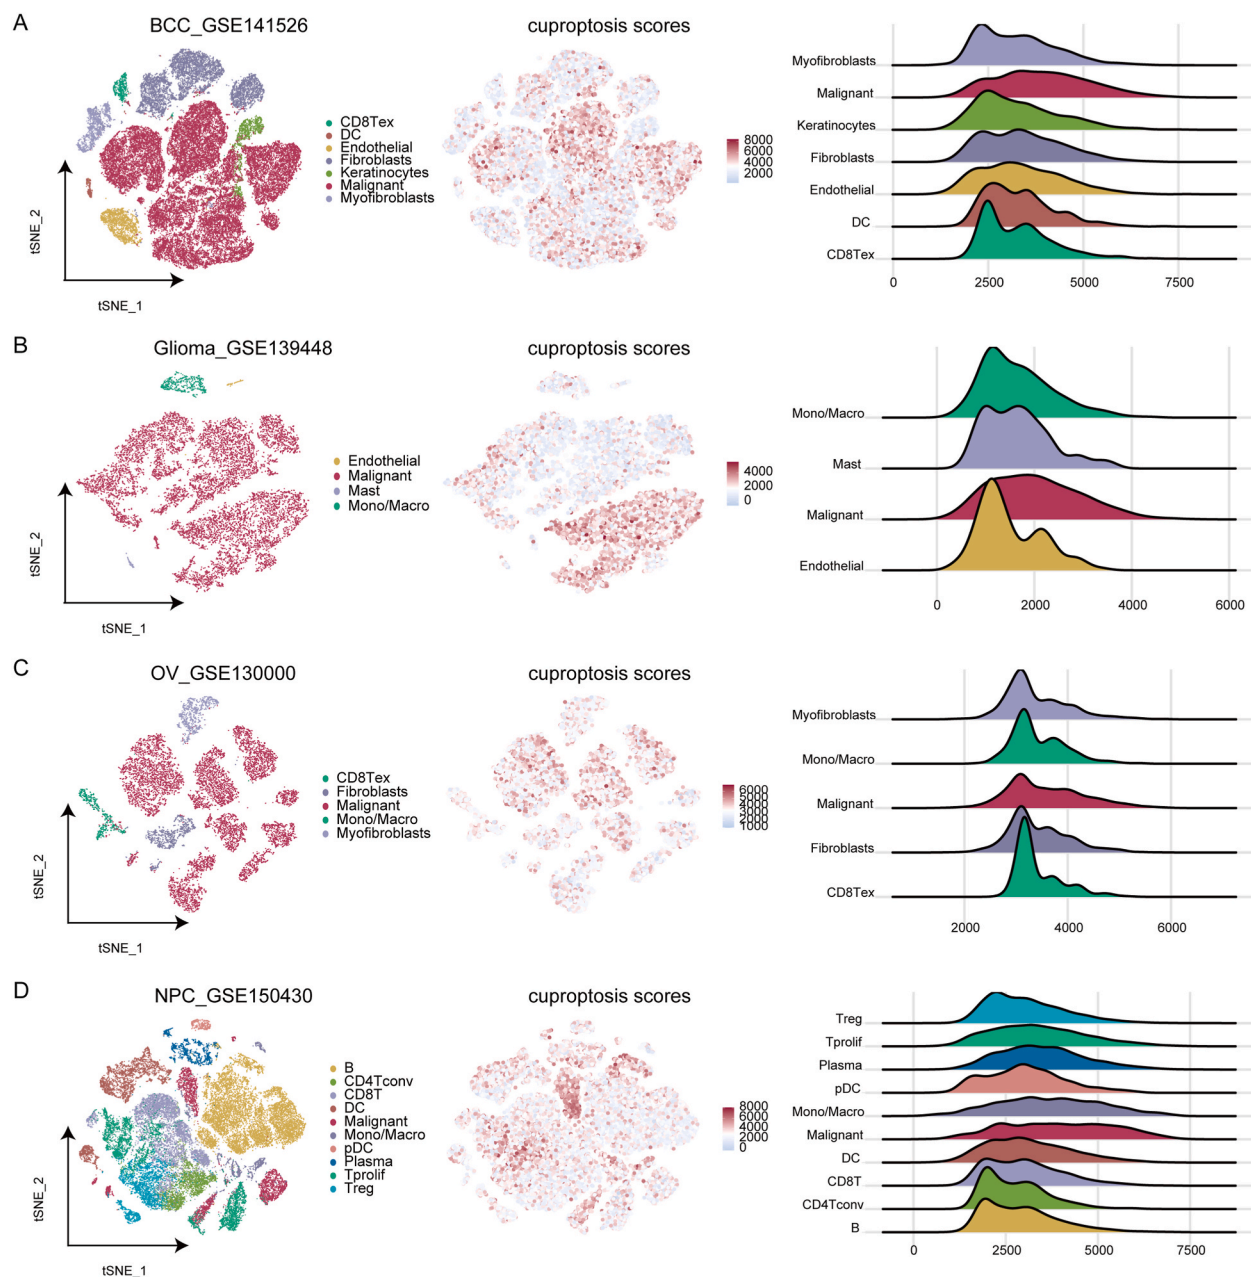 A
BCC_GSE141526
cuproptosis scores
CD8Tex
DC
Endothelial
Fibroblasts
Keratinocytes
Malignant
Myofibroblasts
tSNE_2
tSNE_1
8000
6000
4000
2000
Myofibroblasts
Malignant
Keratinocytes
Fibroblasts
Endothelial
DC
CD8Tex
0 2500 5000 7500
B
Glioma_GSE139448
cuproptosis scores
Endothelial
Malignant
Mast
Mono/Macro
tSNE_2
tSNE_1
4000
2000
0
Mono/Macro
Mast
Malignant
Endothelial
0 2000 4000 6000
C
OV_GSE130000
cuproptosis scores
CD8Tex
Fibroblasts
Malignant
Mono/Macro
Myofibroblasts
tSNE_2
tSNE_1
6000
5000
4000
3000
2000
1000
Myofibroblasts
Mono/Macro
Malignant
Fibroblasts
CD8Tex
2000 4000 6000
D
NPC_GSE150430
cuproptosis scores
B
CD4Tconv
CD8T
DC
Malignant
Mono/Macro
pDC
Plasma
Tprolif
Treg
tSNE_2
tSNE_1
8000
6000
4000
2000
0
Treg
Tprolif
Plasma
pDC
Mono/Macro
Malignant
DC
CD8T
CD4Tconv
B
0 2500 5000 7500